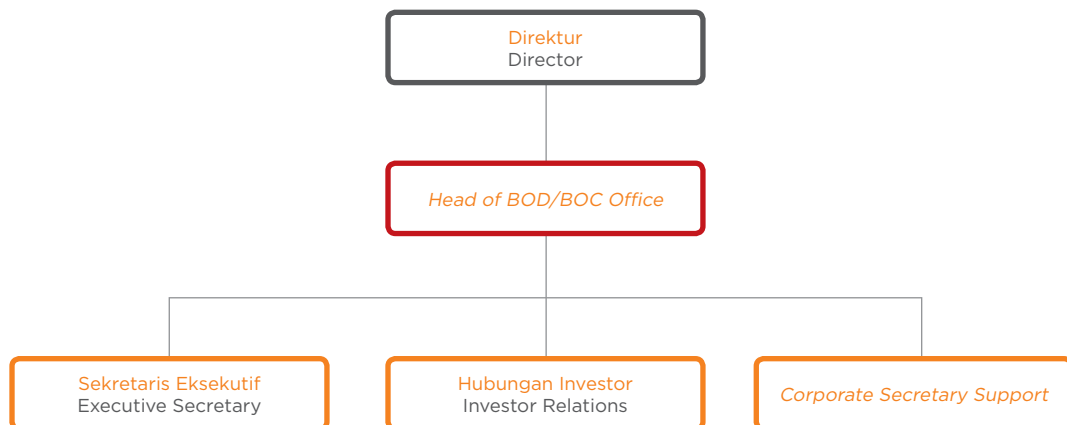 Direktur
Director
Head of BOD/BOC Office
Sekretaris Eksekutif
Executive Secretary
Hubungan Investor
Investor Relations
Corporate Secretary Support